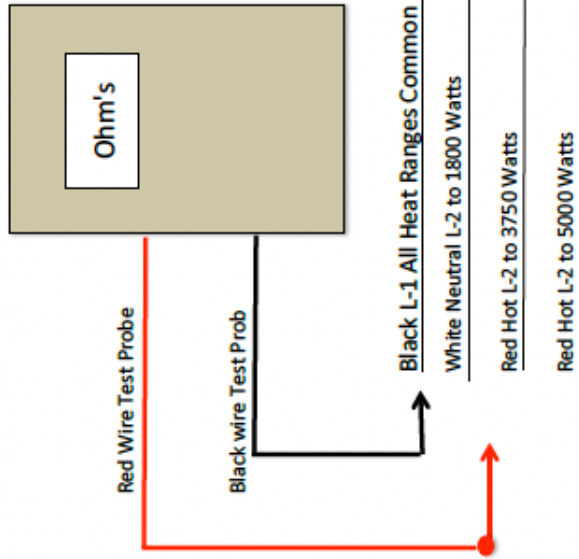 Ohm's
Red Wire Test Probe
Black wire Test Prob
Black L-1 All Heat Ranges Common
White Neutral L-2 to 1800 Watts
Red Hot L-2 to 3750 Watts
Red Hot L-2 to 5000 Watts